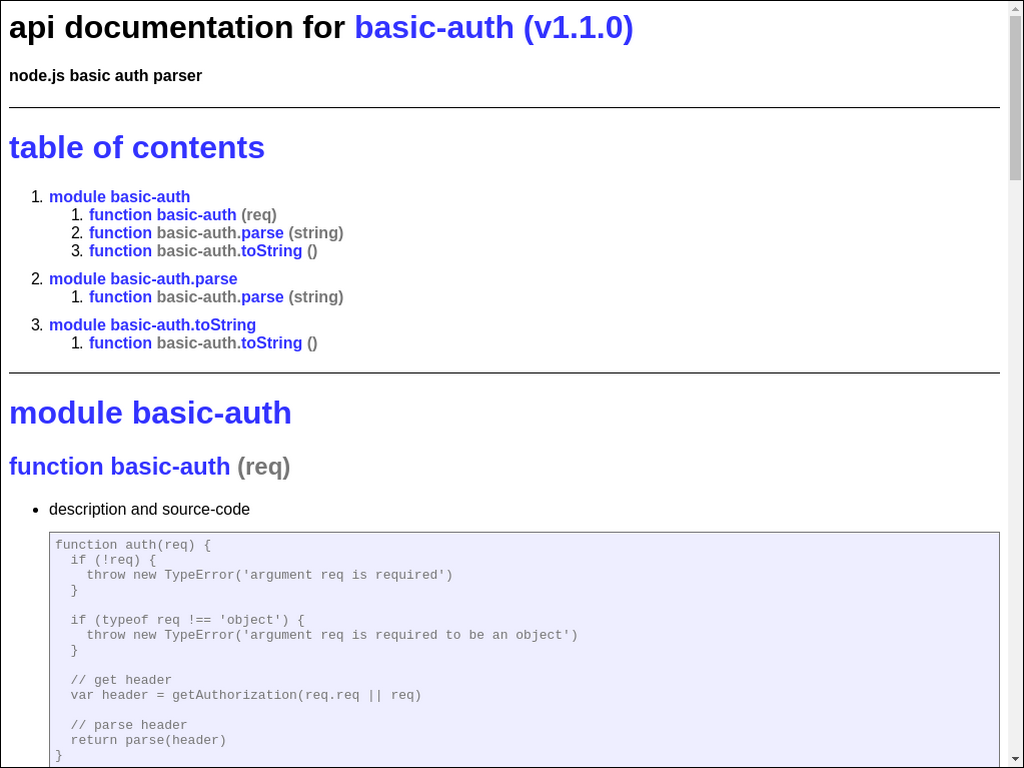 api documentation for basic-auth (v1.1.0)
node.js basic auth parser
table of contents
1. module basic-auth
1. function basic-auth (req)
2. function basic-auth.parse (string)
3. function basic-auth.toString ()
2. module basic-auth.parse
1. function basic-auth.parse (string)
3. module basic-auth.toString
1. function basic-auth.toString ()
module basic-auth
function basic-auth (req)
• description and source-code
function auth(req) {
  if (!req) {
    throw new TypeError('argument req is required')
  }
  if (typeof req !== 'object') {
    throw new TypeError('argument req is required to be an object')
  }
  // get header
  var header = getAuthorization(req.req || req)
  // parse header
  return parse(header)
}